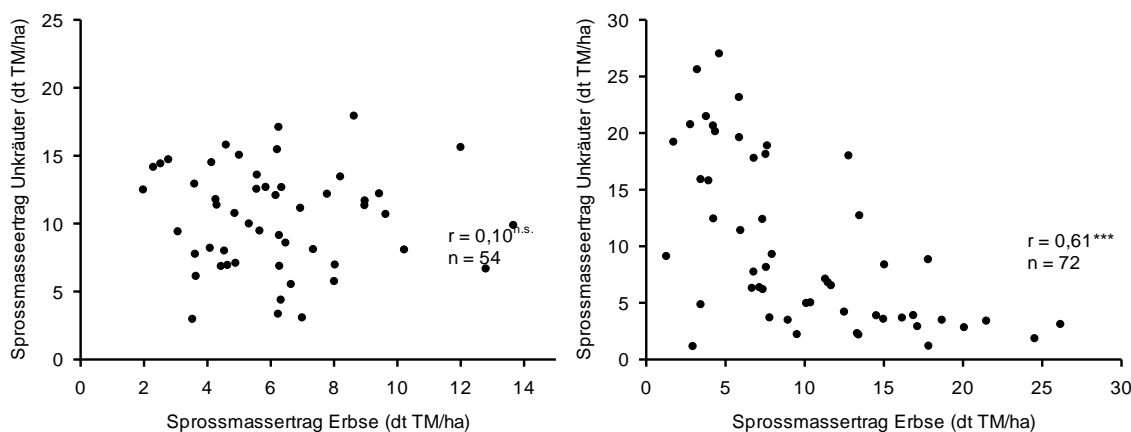 Sprossmasseertrag Unkräuter (dt TM/ha)
25
20
15
10
5
0
0 2 4 6 8 10 12 14
r = 0,10n.s.
n = 54
Sprossmassertrag Erbse (dt TM/ha)
Sprossmasseertrag Unkräuter (dt TM/ha)
30
25
20
15
10
5
0
0 5 10 15 20 25 30
r = 0,61***
n = 72
Sprossmassertrag Erbse (dt TM/ha)